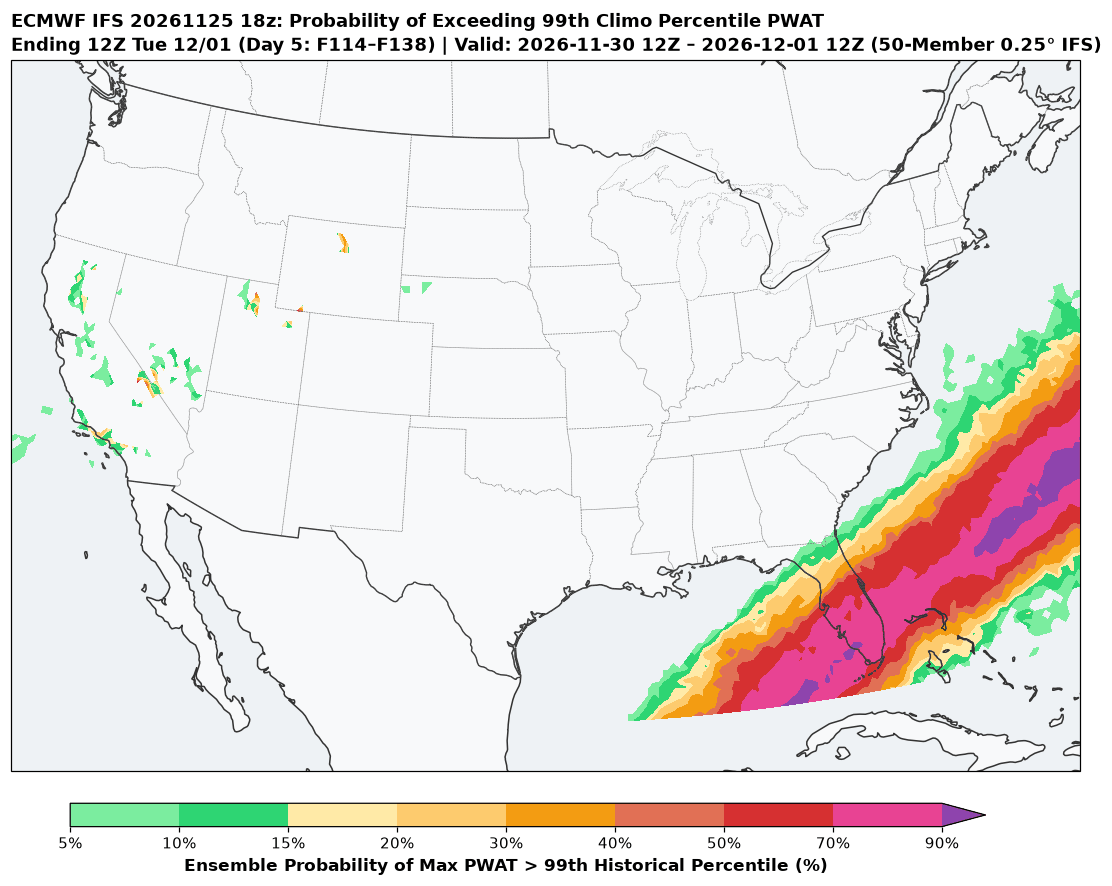 ECMWF IFS 20261125 18z: Probability of Exceeding 99th Climo Percentile PWAT
Ending 12Z Tue 12/01 (Day 5: F114–F138) | Valid: 2026-11-30 12Z – 2026-12-01 12Z (50-Member 0.25° IFS)
5% 10% 15% 20% 30% 40% 50% 70% 90%
Ensemble Probability of Max PWAT > 99th Historical Percentile (%)